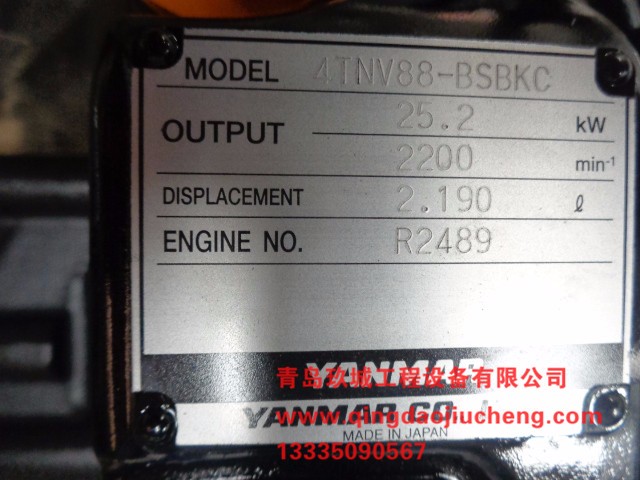 MODEL 4TNV88-BSBKC
OUTPUT 25.2 kW
2200 min⁻¹
DISPLACEMENT 2.190 ℓ
ENGINE NO. R2489
YANMAR
青岛玖城工程设备有限公司
YANMAR CO
www.qingdaojiucheng.com
MADE IN JAPAN
13335090567